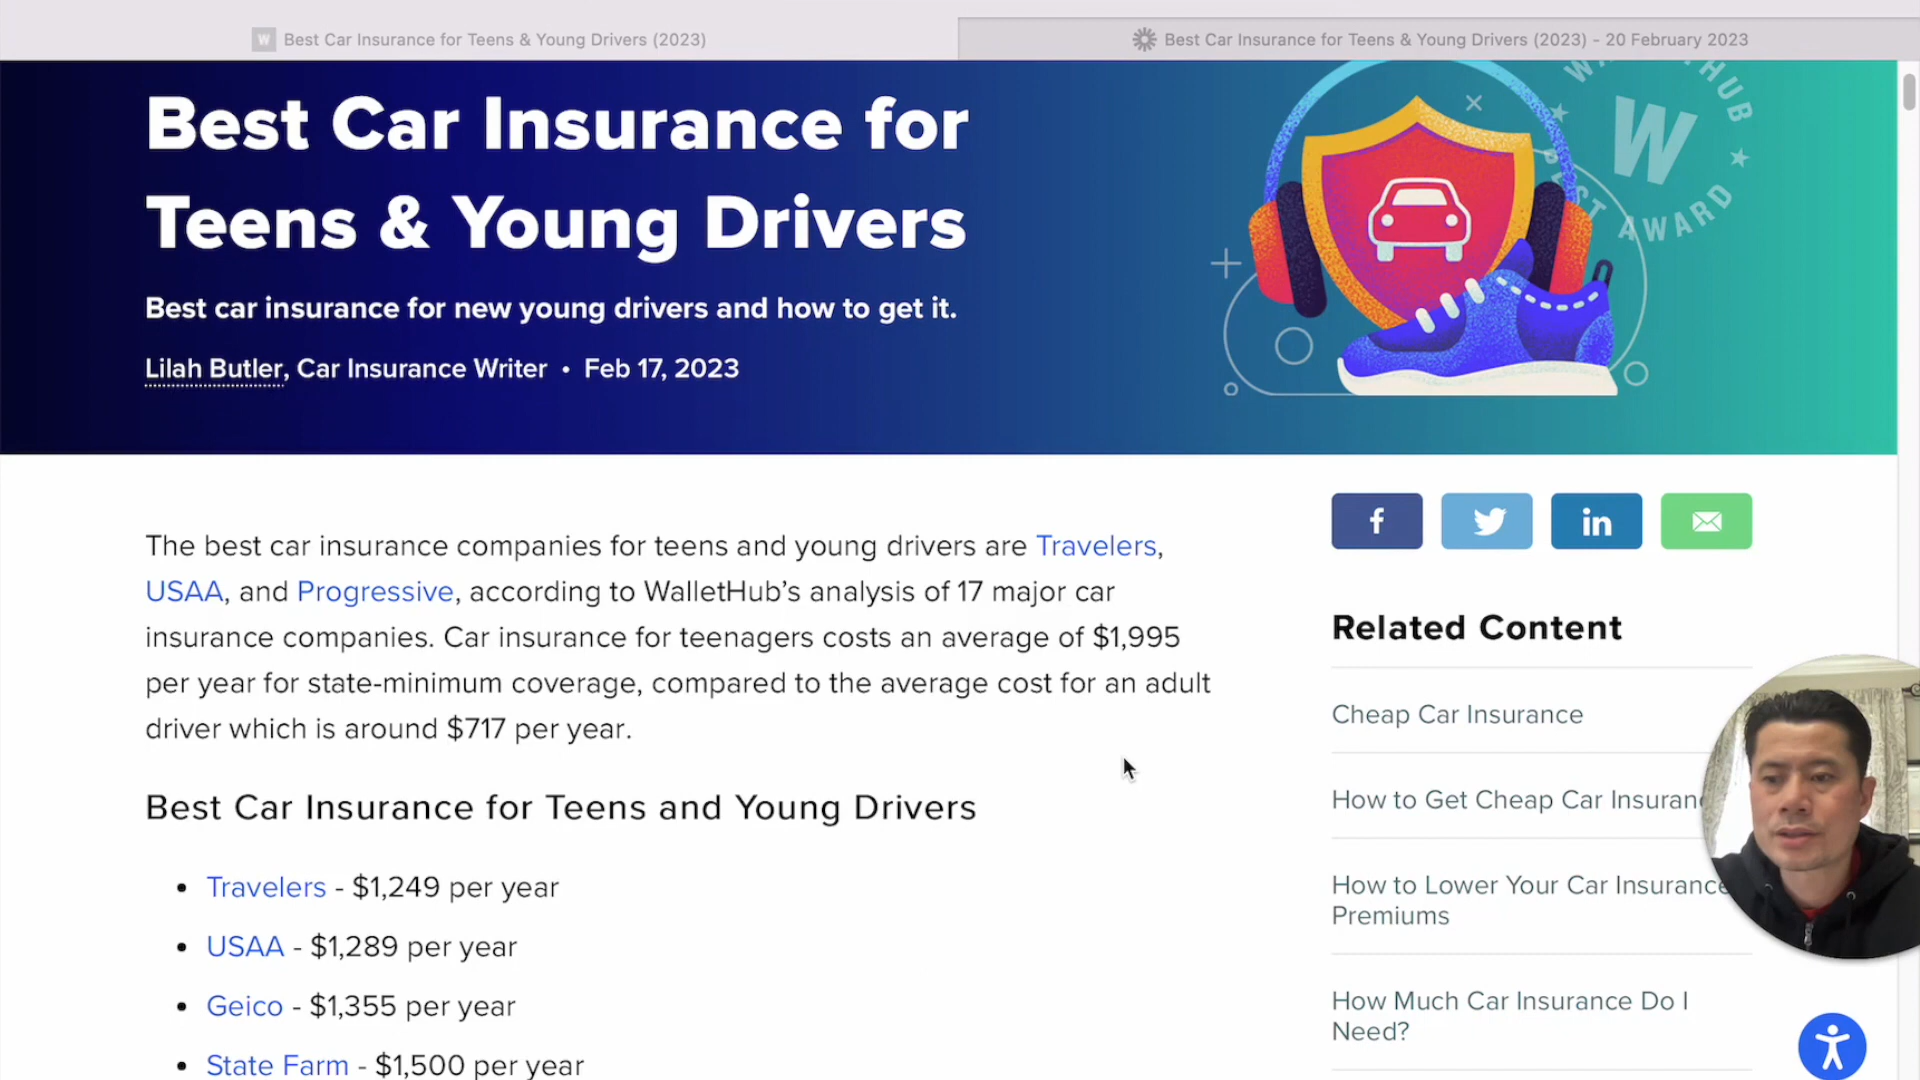 W Best Car Insurance for Teens & Young Drivers (2023)
Best Car Insurance for Teens & Young Drivers (2023) - 20 February 2023
Best Car Insurance for
Teens & Young Drivers
Best car insurance for new young drivers and how to get it.
Lilah Butler, Car Insurance Writer • Feb 17, 2023
W
AWARD
The best car insurance companies for teens and young drivers are Travelers,
USAA, and Progressive, according to WalletHub’s analysis of 17 major car
insurance companies. Car insurance for teenagers costs an average of $1,995
per year for state-minimum coverage, compared to the average cost for an adult
driver which is around $717 per year.
Best Car Insurance for Teens and Young Drivers
• Travelers - $1,249 per year
• USAA - $1,289 per year
• Geico - $1,355 per year
• State Farm - $1,500 per year
f
in
Related Content
Cheap Car Insurance
How to Get Cheap Car Insuran
How to Lower Your Car Insurance
Premiums
How Much Car Insurance Do I
Need?